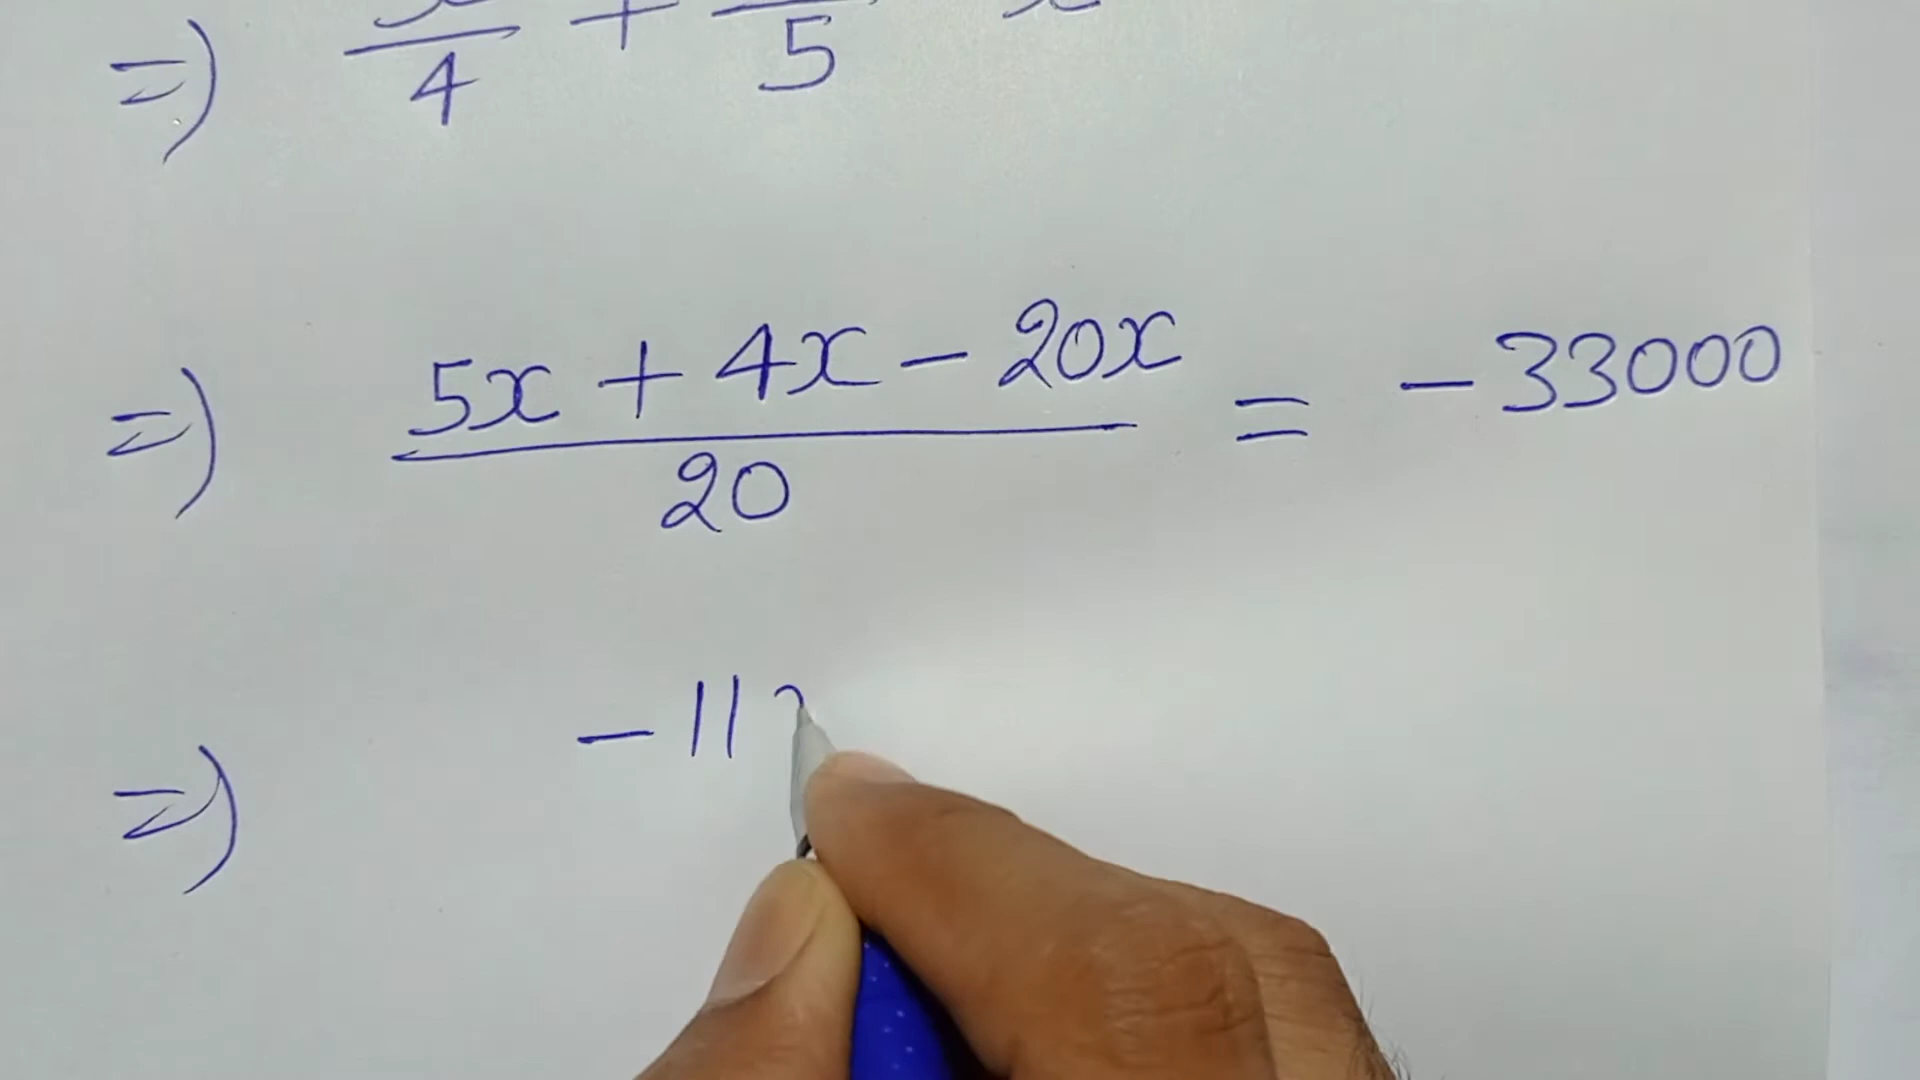 =) x/4 + /5 x
=) (5x + 4x - 20x)/20 = - 33000
=) - 11